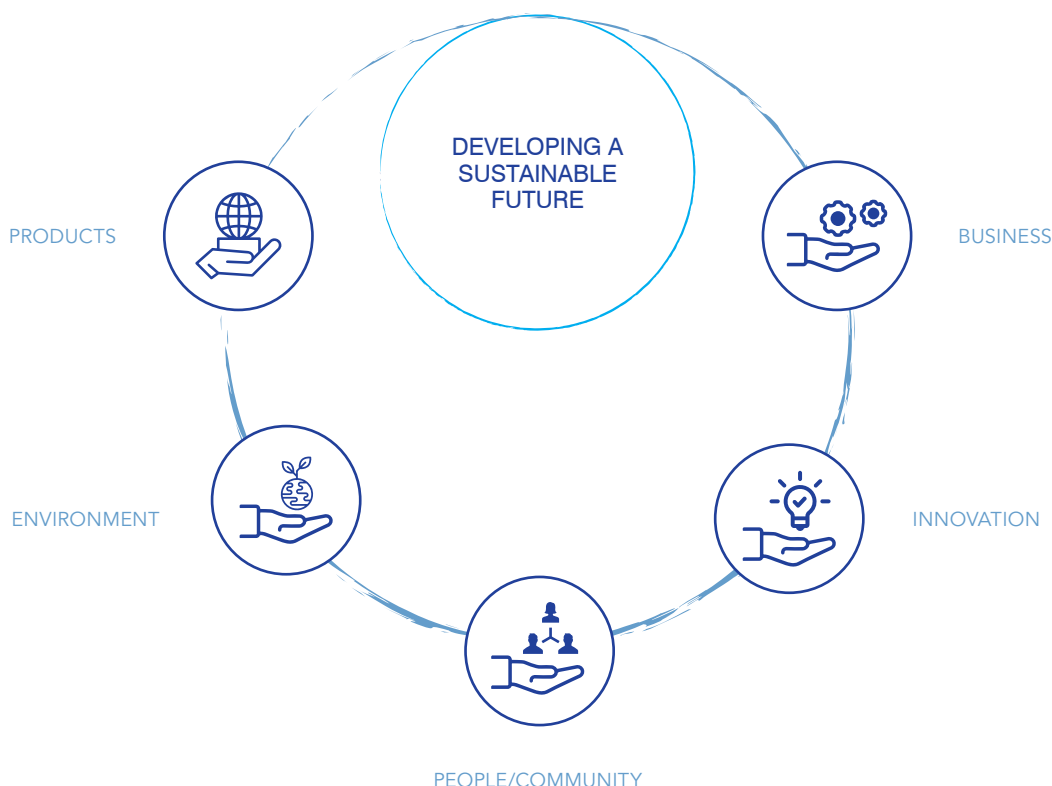 DEVELOPING A
SUSTAINABLE
FUTURE
PRODUCTS
BUSINESS
ENVIRONMENT
INNOVATION
PEOPLE/COMMUNITY